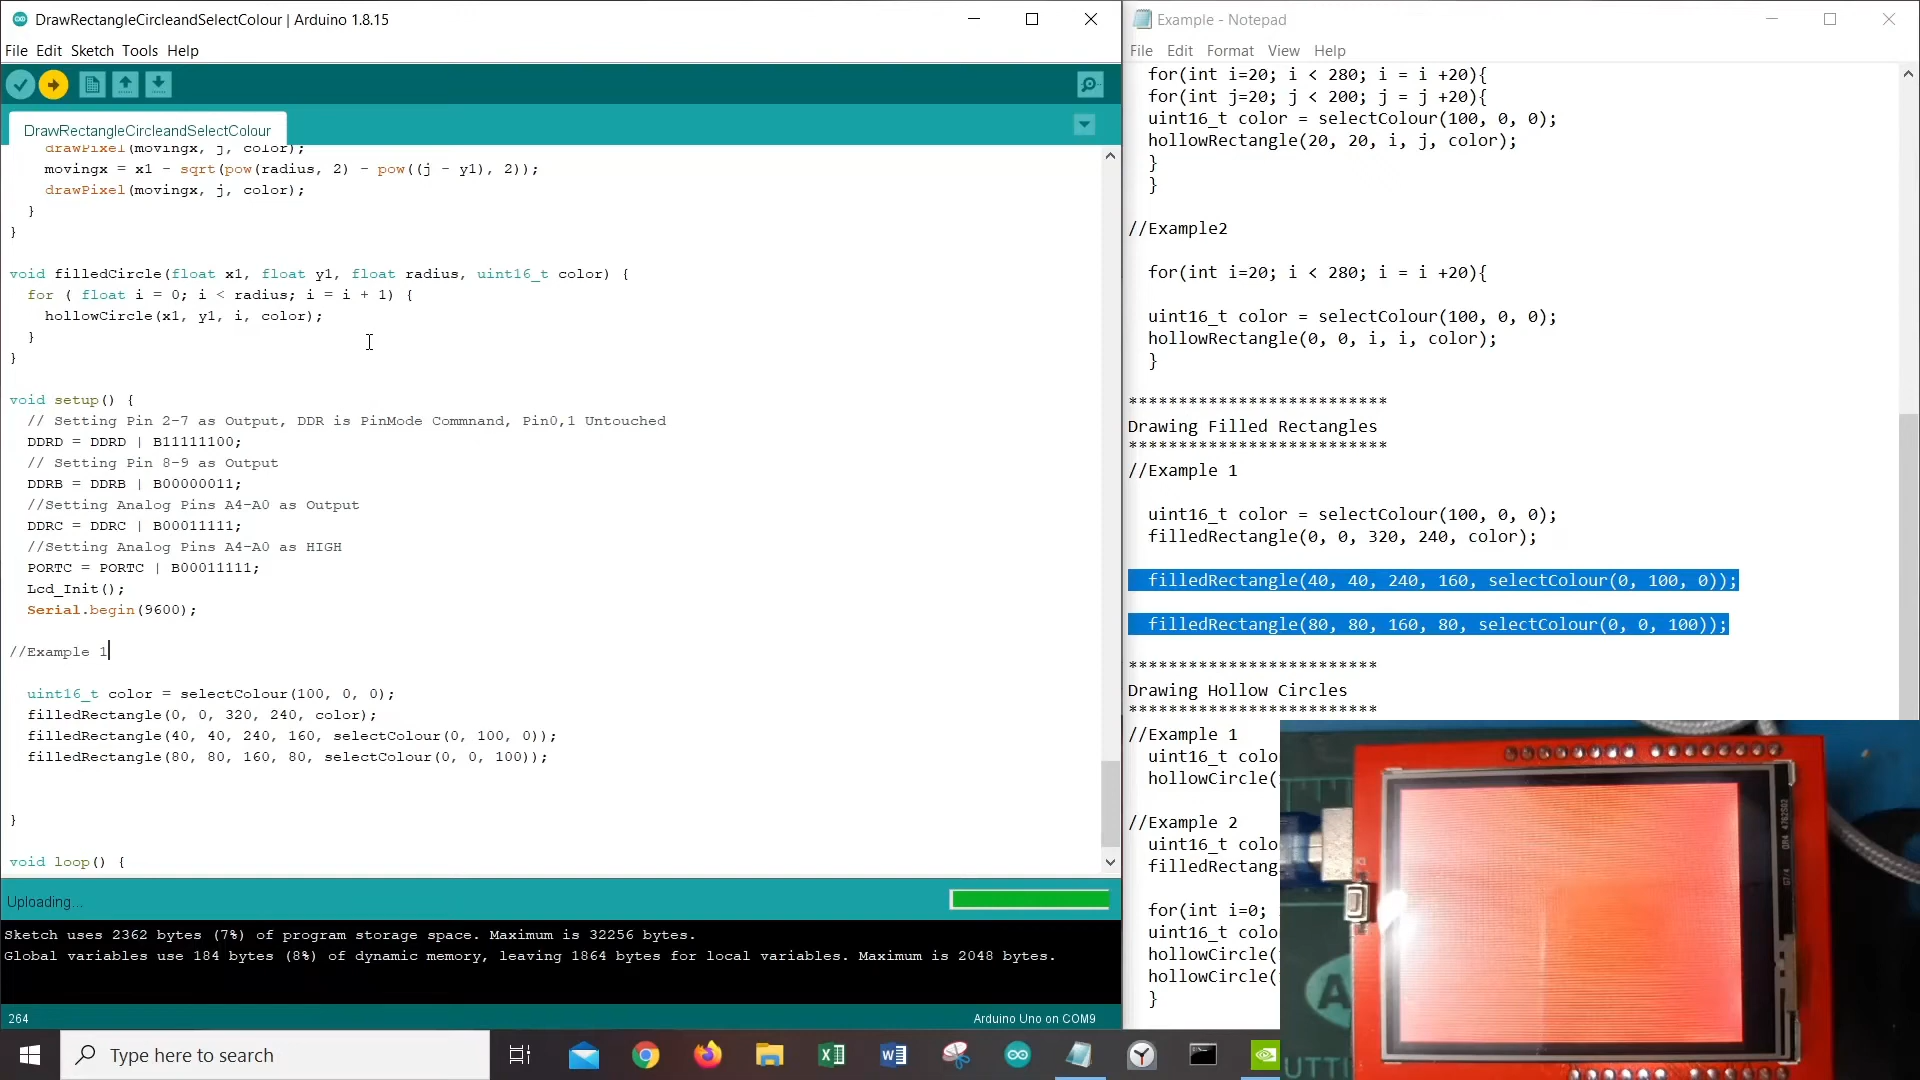 DrawRectangleCircleandSelectColour | Arduino 1.8.15
File Edit Sketch Tools Help
DrawRectangleCircleandSelectColour
drawPixel(movingx, j, color);
movingx = x1 - sqrt(pow(radius, 2) - pow((j - y1), 2));
drawPixel(movingx, j, color);
}
}
void filledCircle(float x1, float y1, float radius, uint16_t color) {
for ( float i = 0; i < radius; i = i + 1) {
hollowCircle(x1, y1, i, color);
}
}
void setup() {
// Setting Pin 2-7 as Output, DDR is PinMode Commnand, Pin0,1 Untouched
DDRD = DDRD | B11111100;
// Setting Pin 8-9 as Output
DDRB = DDRB | B00000011;
//Setting Analog Pins A4-A0 as Output
DDRC = DDRC | B00011111;
//Setting Analog Pins A4-A0 as HIGH
PORTC = PORTC | B00011111;
Lcd_Init();
Serial.begin(9600);
//Example 1
uint16_t color = selectColour(100, 0, 0);
filledRectangle(0, 0, 320, 240, color);
filledRectangle(40, 40, 240, 160, selectColour(0, 100, 0));
filledRectangle(80, 80, 160, 80, selectColour(0, 0, 100));
}
void loop() {
Uploading...
Sketch uses 2362 bytes (7%) of program storage space. Maximum is 32256 bytes.
Global variables use 184 bytes (8%) of dynamic memory, leaving 1864 bytes for local variables. Maximum is 2048 bytes.
264
Arduino Uno on COM9
Example - Notepad
File Edit Format View Help
for(int i=20; i < 280; i = i +20){
for(int j=20; j < 200; j = j +20){
uint16_t color = selectColour(100, 0, 0);
hollowRectangle(20, 20, i, j, color);
}
}
//Example2
for(int i=20; i < 280; i = i +20){
uint16_t color = selectColour(100, 0, 0);
hollowRectangle(0, 0, i, i, color);
}
**************************
Drawing Filled Rectangles
**************************
//Example 1
uint16_t color = selectColour(100, 0, 0);
filledRectangle(0, 0, 320, 240, color);
filledRectangle(40, 40, 240, 160, selectColour(0, 100, 0));
filledRectangle(80, 80, 160, 80, selectColour(0, 0, 100));
*************************
Drawing Hollow Circles
*************************
//Example 1
uint16_t colo
hollowCircle(
//Example 2
uint16_t colo
filledRectang
for(int i=0;
uint16_t colo
hollowCircle(
hollowCircle(
}
Type here to search